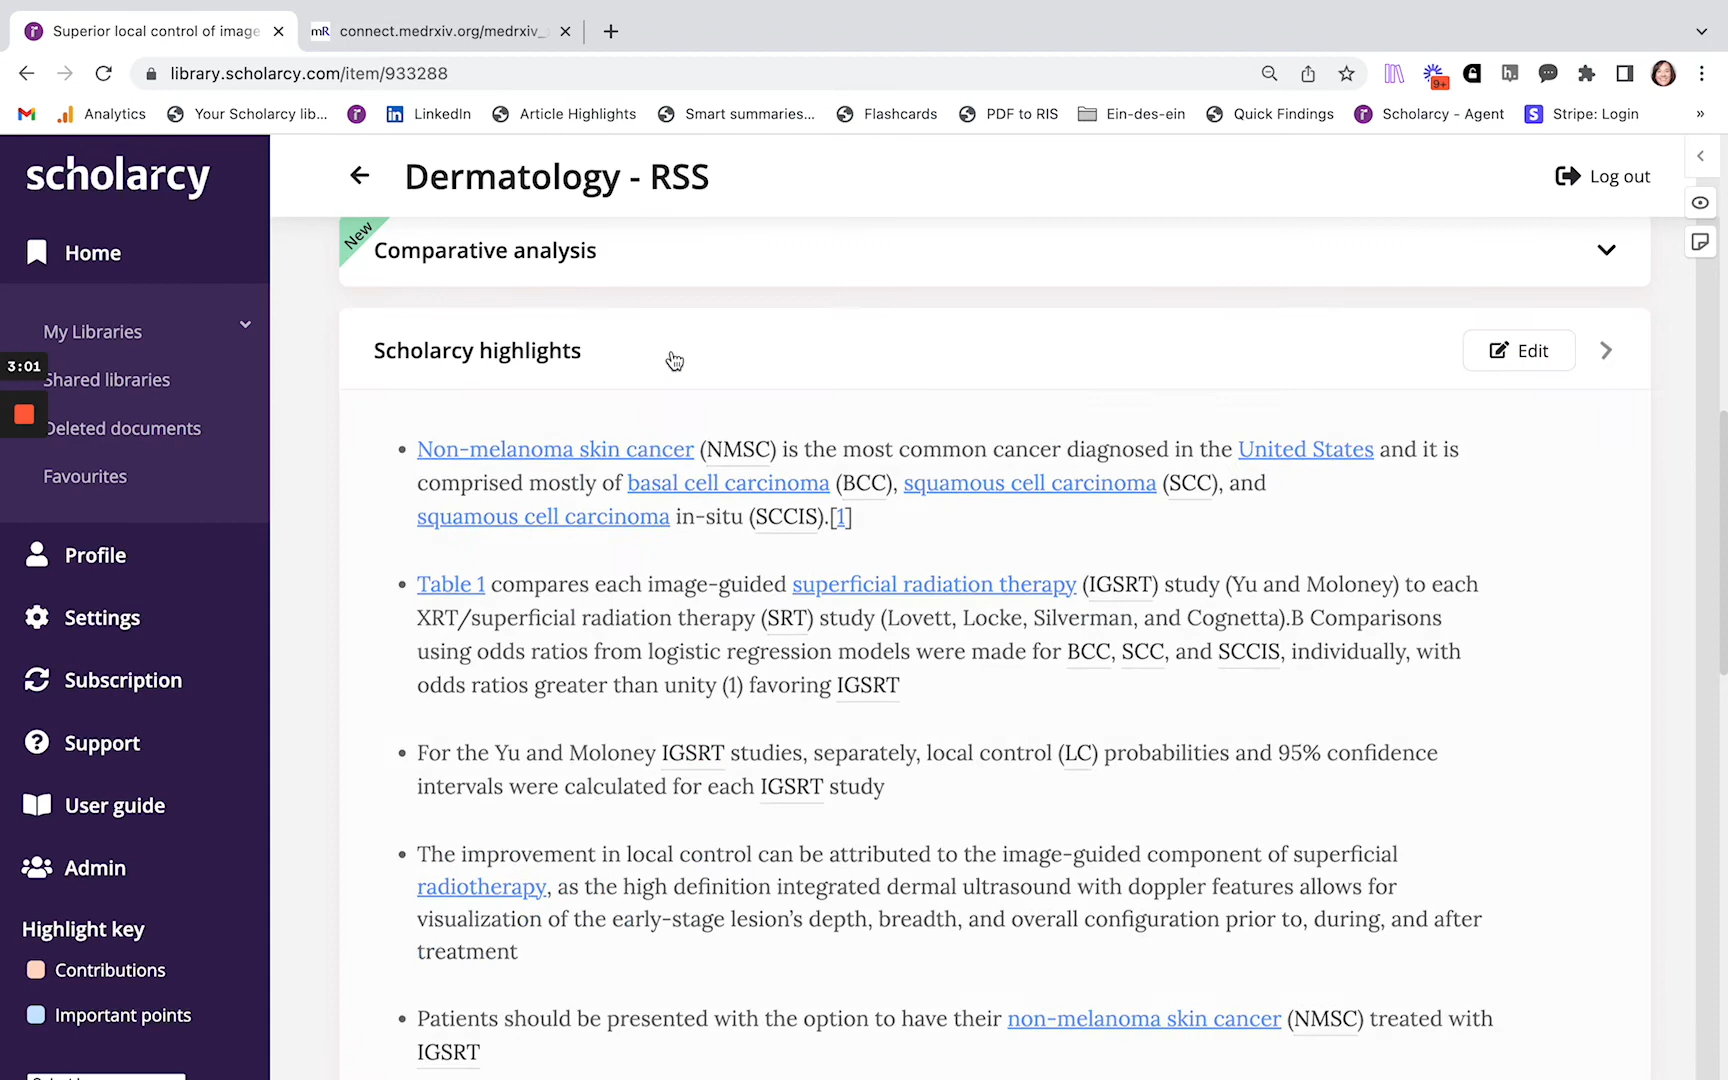 Superior local control of image
mR connect.medrxiv.org/medrxiv_
library.scholarcy.com/item/933288
9+
Analytics
Your Scholarcy lib...
LinkedIn
Article Highlights
Smart summaries...
Flashcards
PDF to RIS
Ein-des-ein
Quick Findings
Scholarcy - Agent
S Stripe: Login
»
scholarcy
Dermatology - RSS
Log out
Home
My Libraries
Shared libraries
Deleted documents
Favourites
3:01
Profile
Settings
Subscription
Support
User guide
Admin
Highlight key
Contributions
Important points
New
Comparative analysis
Scholarcy highlights
Edit
• Non-melanoma skin cancer (NMSC) is the most common cancer diagnosed in the United States and it is
comprised mostly of basal cell carcinoma (BCC), squamous cell carcinoma (SCC), and
squamous cell carcinoma in-situ (SCCIS).[1]
• Table 1 compares each image-guided superficial radiation therapy (IGSRT) study (Yu and Moloney) to each
XRT/superficial radiation therapy (SRT) study (Lovett, Locke, Silverman, and Cognetta).B Comparisons
using odds ratios from logistic regression models were made for BCC, SCC, and SCCIS, individually, with
odds ratios greater than unity (1) favoring IGSRT
• For the Yu and Moloney IGSRT studies, separately, local control (LC) probabilities and 95% confidence
intervals were calculated for each IGSRT study
• The improvement in local control can be attributed to the image-guided component of superficial
radiotherapy, as the high definition integrated dermal ultrasound with doppler features allows for
visualization of the early-stage lesion's depth, breadth, and overall configuration prior to, during, and after
treatment
• Patients should be presented with the option to have their non-melanoma skin cancer (NMSC) treated with
IGSRT